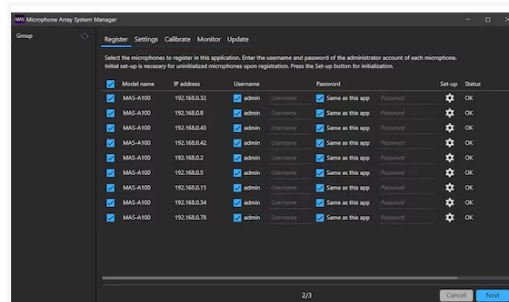 MAS Microphone Array System Manager
Group
Register Settings Calibrate Monitor Update
Select the microphones to register in this application. Enter the username and password of the administrator account of each microphone.
Initial set-up is necessary for uninitialized microphones upon registration. Press the Set-up button for initialization.
Model name IP address Username Password Set-up Status
MAS-A100 192.168.0.32 admin Username Same as this app Password OK
MAS-A100 192.168.0.8 admin Username Same as this app Password OK
MAS-A100 192.168.0.43 admin Username Same as this app Password OK
MAS-A100 192.168.0.42 admin Username Same as this app Password OK
MAS-A100 192.168.0.2 admin Username Same as this app Password OK
MAS-A100 192.168.0.5 admin Username Same as this app Password OK
MAS-A100 192.168.0.15 admin Username Same as this app Password OK
MAS-A100 192.168.0.34 admin Username Same as this app Password OK
MAS-A100 192.168.0.78 admin Username Same as this app Password OK
2/3 Cancel Next